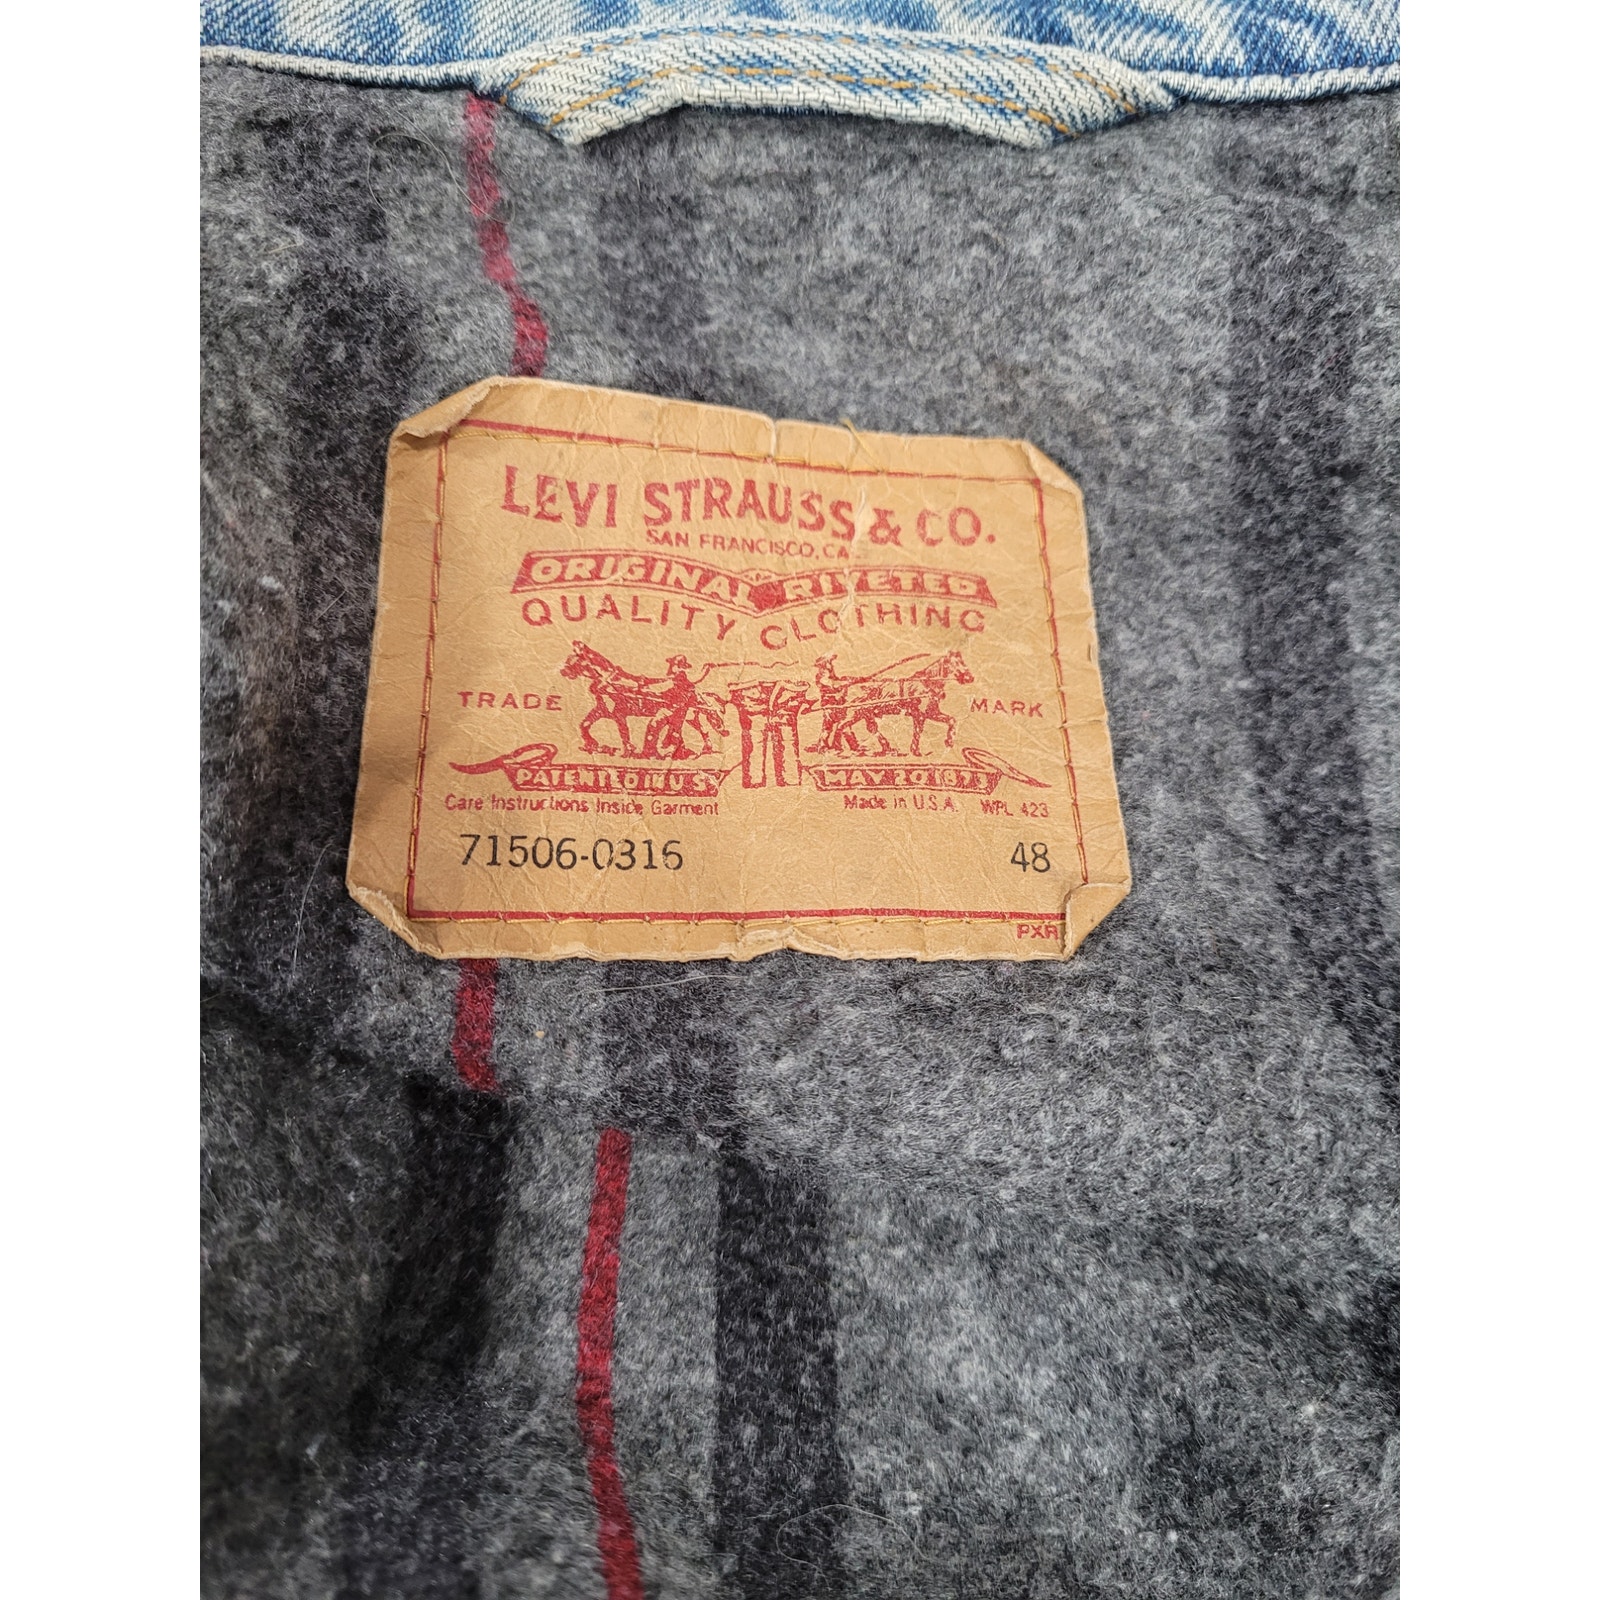 LEVI STRAUSS & CO.
SAN FRANCISCO, CA
ORIGINAL RIVETED
QUALITY CLOTHING
TRADE MARK
PATENTED IN U.S. MAY 20 1873
Care Instructions Inside Garment Made in U.S.A. WPL 423
71506-0316 48
PXR